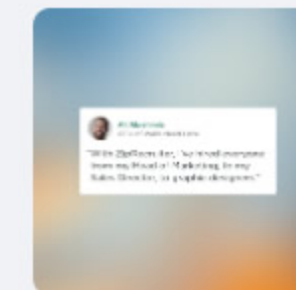 "With ZipRecruiter, I've hired everyone
from my Head of Marketing, to my
Sales Director, to graphic designers."